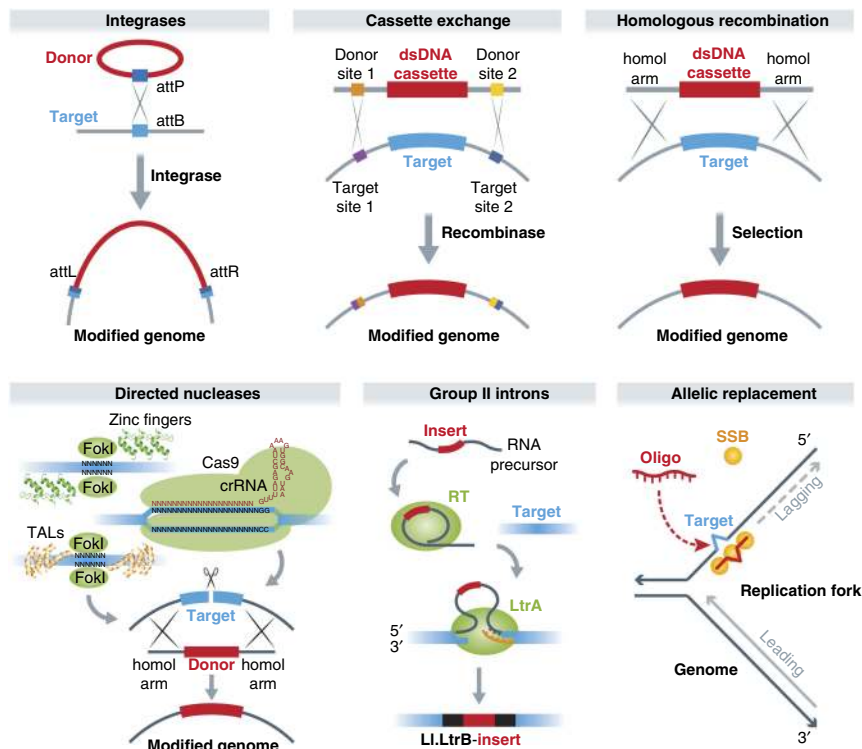 Integrases
Donor
attP
Target
attB
Integrase
attL
attR
Modified genome
Cassette exchange
Donor
site 1
dsDNA
cassette
Donor
site 2
Target
Target
site 1
Target
site 2
Recombinase
Modified genome
Homologous recombination
homol
arm
dsDNA
cassette
homol
arm
Target
Selection
Modified genome
Directed nucleases
Zinc fingers
FokI
NNNNNN
NNNNNN
FokI
Cas9
crRNA
TALs
FokI
NNNNNN
NNNNNN
FokI
Target
homol
arm
Donor
homol
arm
Modified genome
Group II introns
Insert
RNA
precursor
RT
Target
LtrA
5′
3′
Ll.LtrB-insert
Allelic replacement
SSB
5′
Oligo
Lagging
Target
Replication fork
Leading
Genome
3′